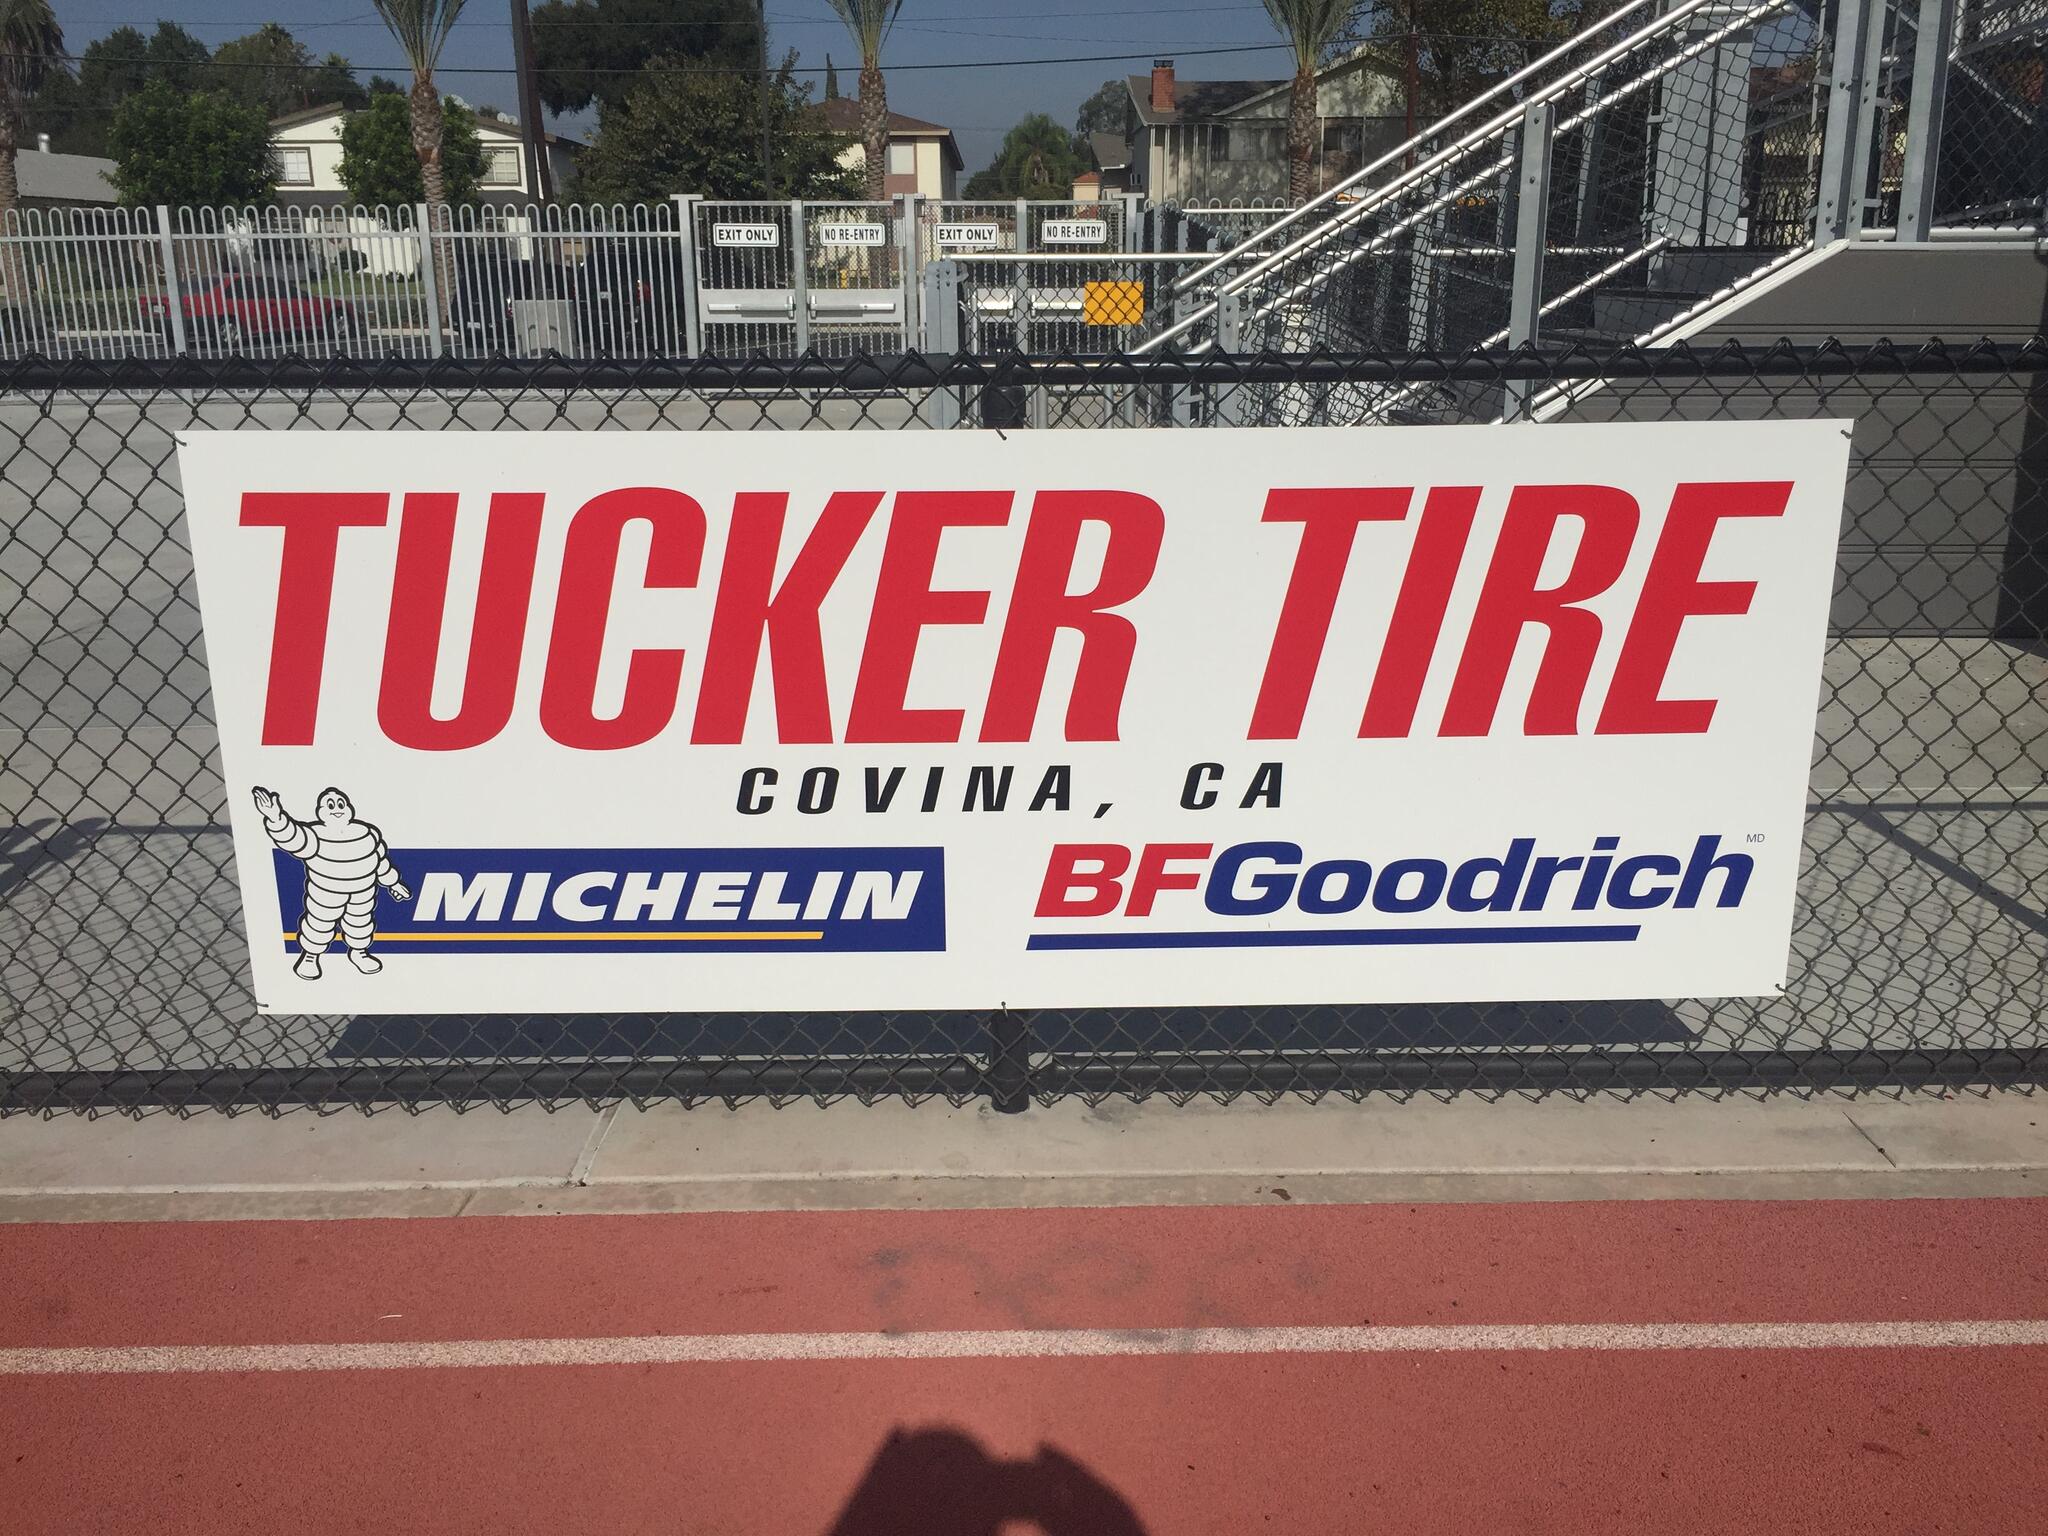 EXIT ONLY
NO RE-ENTRY
EXIT ONLY
NO RE-ENTRY
TUCKER TIRE
COVINA, CA
MICHELIN
BFGoodrich MD